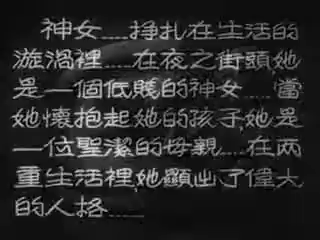 神女……掙扎在生活的
漩渦裡……在夜之街頭,她
是一個低賤的神女……當
她懷抱起她的孩子,她是
一位聖潔的母親……在两
重生活裡,她顯出了偉大
的人格……